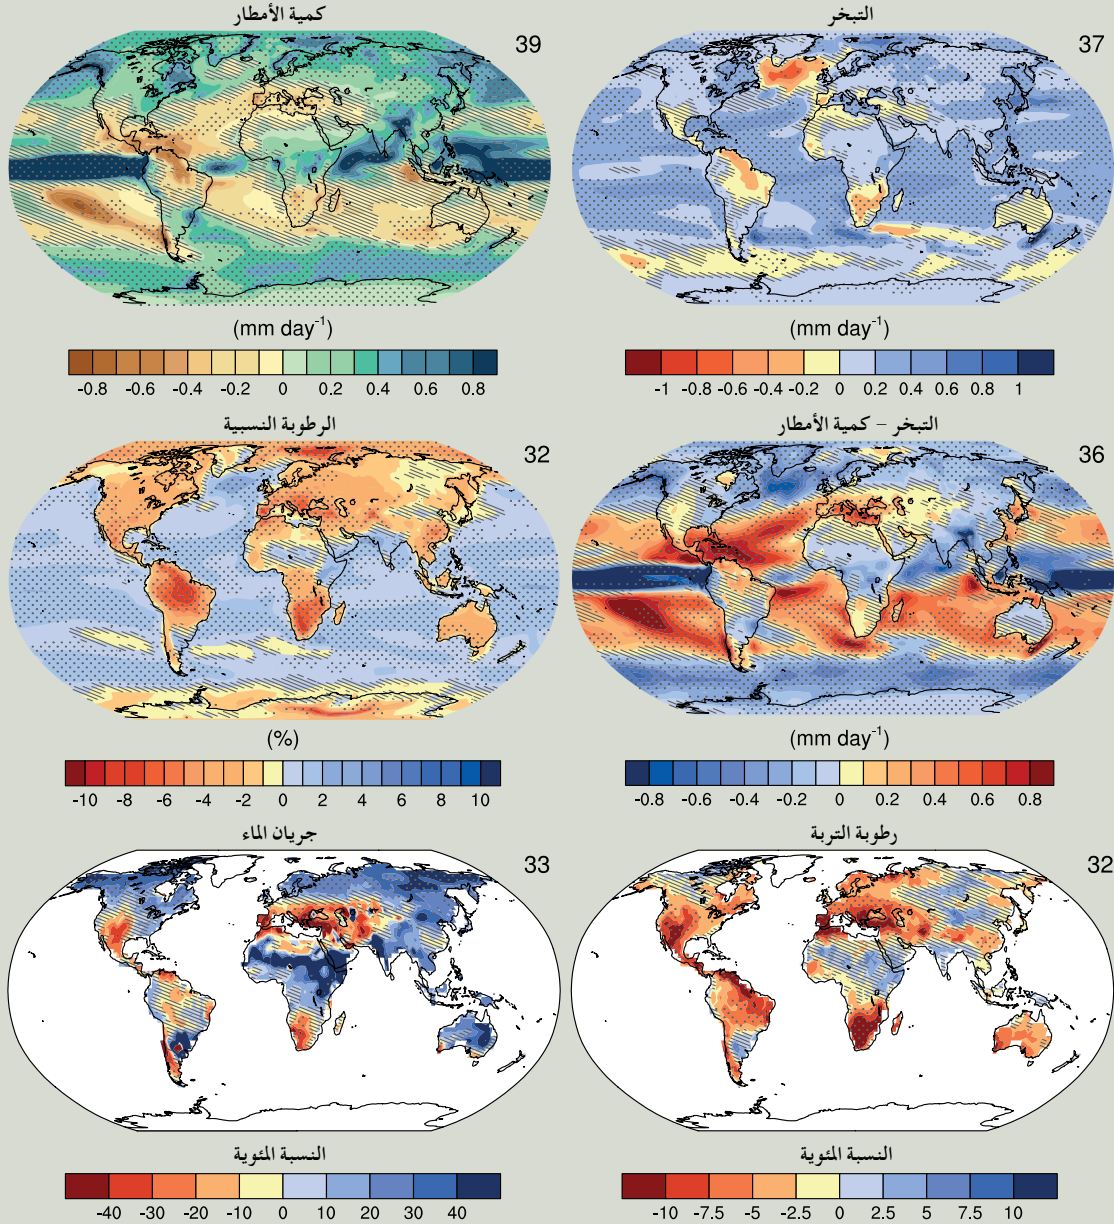 كمية الأمطار
39
(mm day-1)
-0.8 -0.6 -0.4 -0.2 0 0.2 0.4 0.6 0.8
التبخر
37
(mm day-1)
-1 -0.8 -0.6 -0.4 -0.2 0 0.2 0.4 0.6 0.8 1
الرطوبة النسبية
32
(%)
-10 -8 -6 -4 -2 0 2 4 6 8 10
التبخر – كمية الأمطار
36
(mm day-1)
-0.8 -0.6 -0.4 -0.2 0 0.2 0.4 0.6 0.8
جريان الماء
33
النسبة المئوية
-40 -30 -20 -10 0 10 20 30 40
رطوبة التربة
32
النسبة المئوية
-10 -7.5 -5 -2.5 0 2.5 5 7.5 10